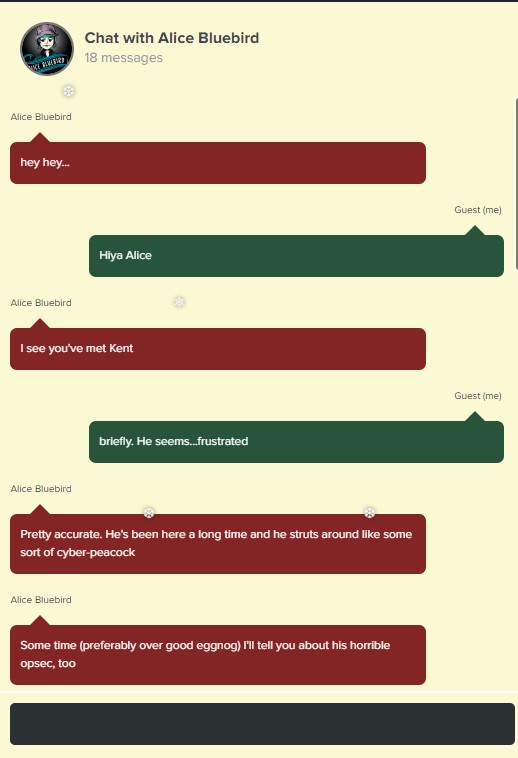 Chat with Alice Bluebird
18 messages
ALICE BLUEBIRD
Alice Bluebird
hey hey...
Guest (me)
Hiya Alice
Alice Bluebird
I see you've met Kent
Guest (me)
briefly. He seems...frustrated
Alice Bluebird
Pretty accurate. He's been here a long time and he struts around like some
sort of cyber-peacock
Alice Bluebird
Some time (preferably over good eggnog) I'll tell you about his horrible
opsec, too